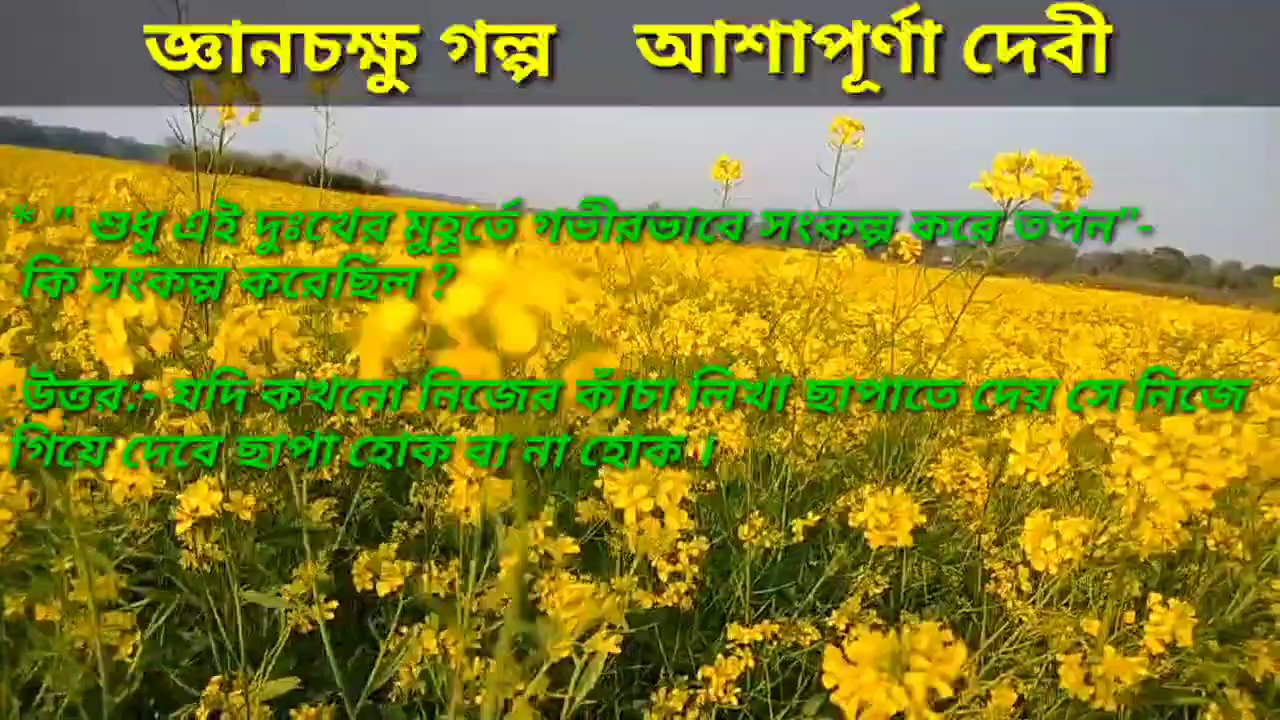 জ্ঞানচক্ষু গল্প আশাপূর্ণা দেবী
* " শুধু এই দুঃখের মুহূর্তে গভীরভাবে সংকল্প করে তপন"-
কি সংকল্প করেছিল ?
উত্তর:- যদি কখনো নিজের কাঁচা লিখা ছাপাতে দেয় সে নিজে
গিয়ে দেবে ছাপা হোক বা না হোক ।